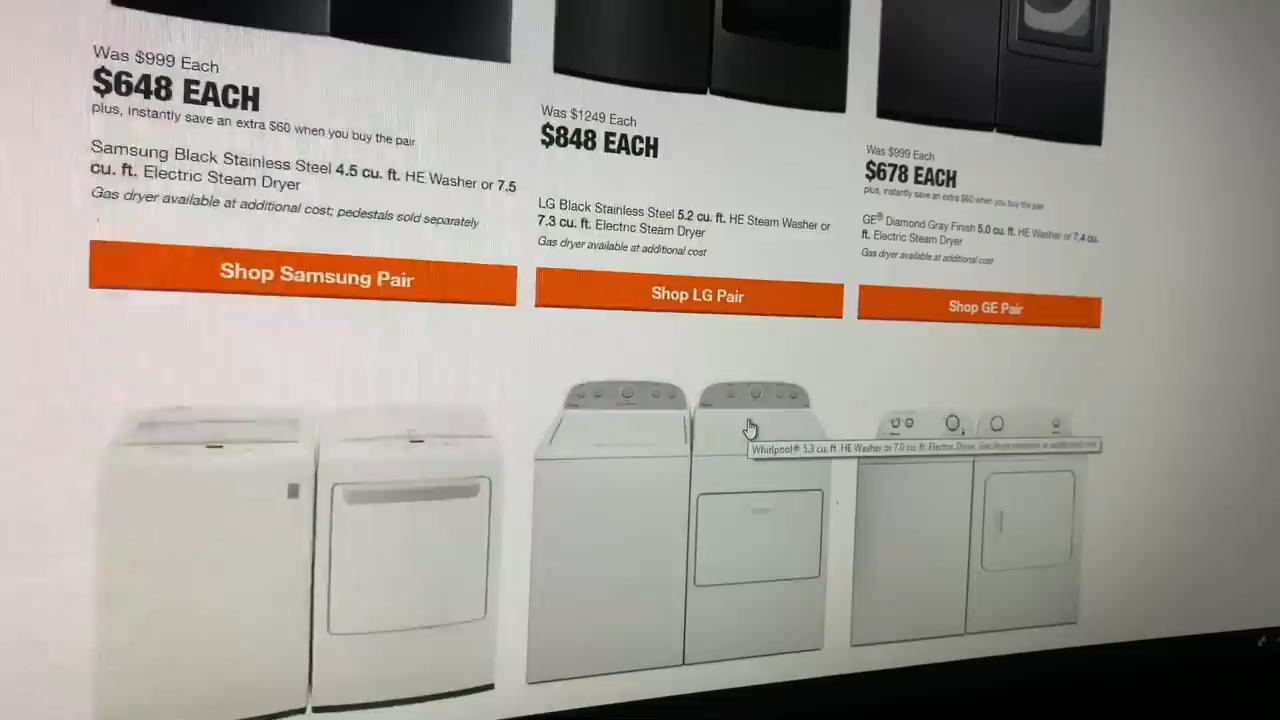 Was $999 Each
$648 EACH
plus, instantly save an extra $60 when you buy the pair
Samsung Black Stainless Steel 4.5 cu. ft. HE Washer or 7.5
cu. ft. Electric Steam Dryer
Gas dryer available at additional cost; pedestals sold separately
Shop Samsung Pair
Was $1249 Each
$848 EACH
LG Black Stainless Steel 5.2 cu. ft. HE Steam Washer or
7.3 cu. ft. Electric Steam Dryer
Gas dryer available at additional cost
Shop LG Pair
Was $999 Each
$678 EACH
plus, instantly save an extra $60 when you buy the pair
GE® Diamond Gray Finish 5.0 cu. ft. HE Washer or 7.4 cu.
ft. Electric Steam Dryer
Gas dryer available at additional cost
Shop GE Pair
Whirlpool® 5.3 cu. ft. HE Washer or 7.0 cu. ft. Electric Dryer.